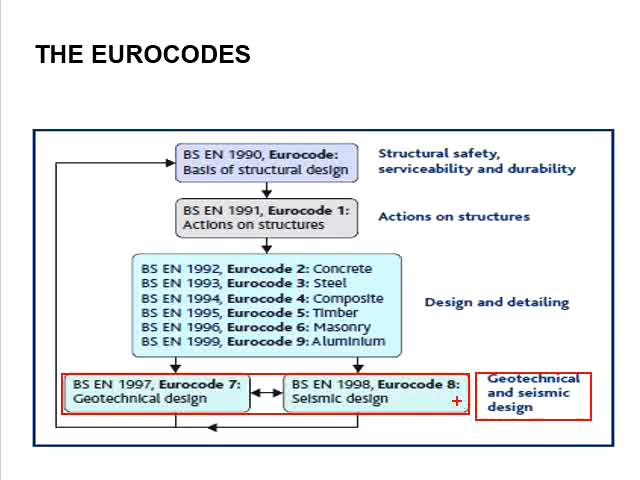 THE EUROCODES
BS EN 1990, Eurocode:
Basis of structural design
Structural safety,
serviceability and durability
BS EN 1991, Eurocode 1:
Actions on structures
Actions on structures
BS EN 1992, Eurocode 2: Concrete
BS EN 1993, Eurocode 3: Steel
BS EN 1994, Eurocode 4: Composite
BS EN 1995, Eurocode 5: Timber
BS EN 1996, Eurocode 6: Masonry
BS EN 1999, Eurocode 9: Aluminium
Design and detailing
BS EN 1997, Eurocode 7:
Geotechnical design
BS EN 1998, Eurocode 8:
Seismic design
Geotechnical
and seismic
design